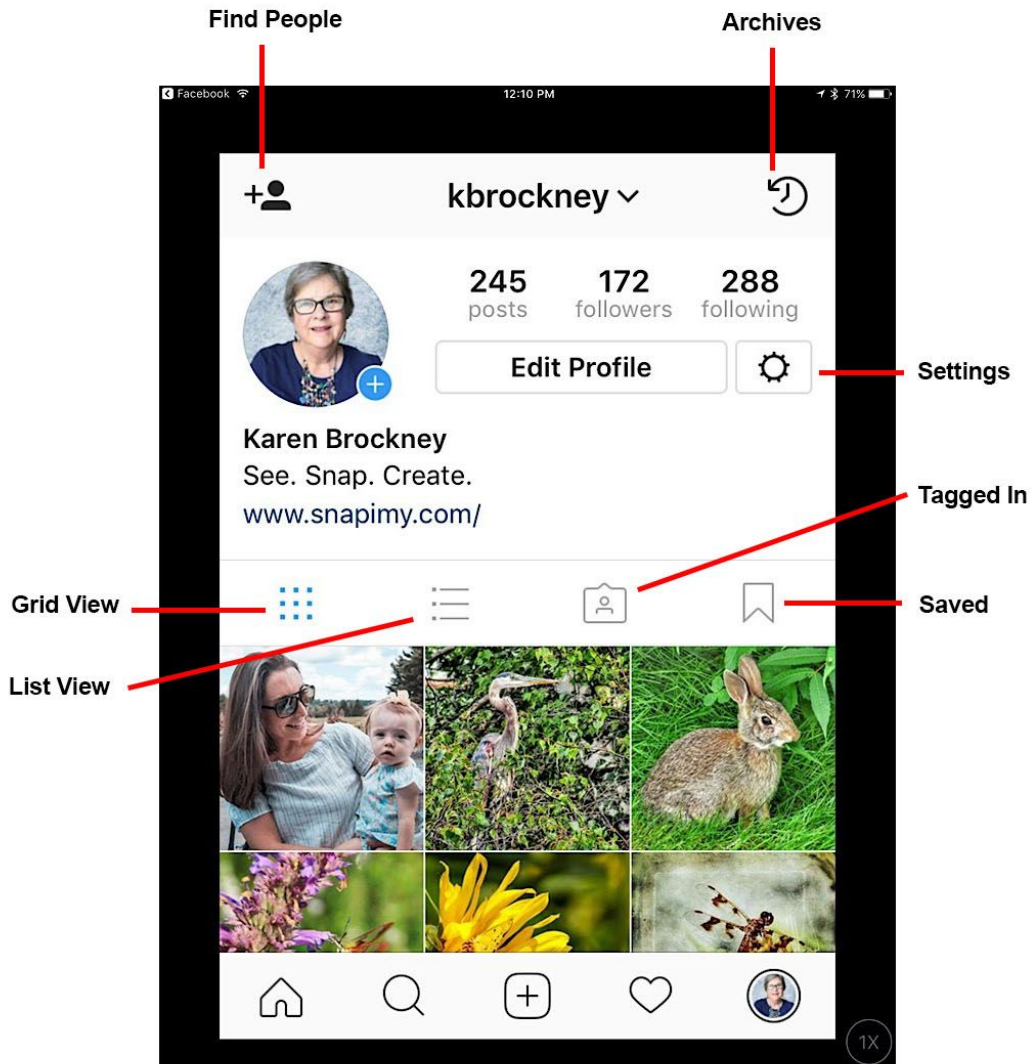 Find People
Archives
Facebook
12:10 PM
71%
kbrockney
245
172
288
posts
followers
following
Edit Profile
Settings
Karen Brockney
See. Snap. Create.
www.snapimy.com/
Tagged In
Grid View
Saved
List View
1X